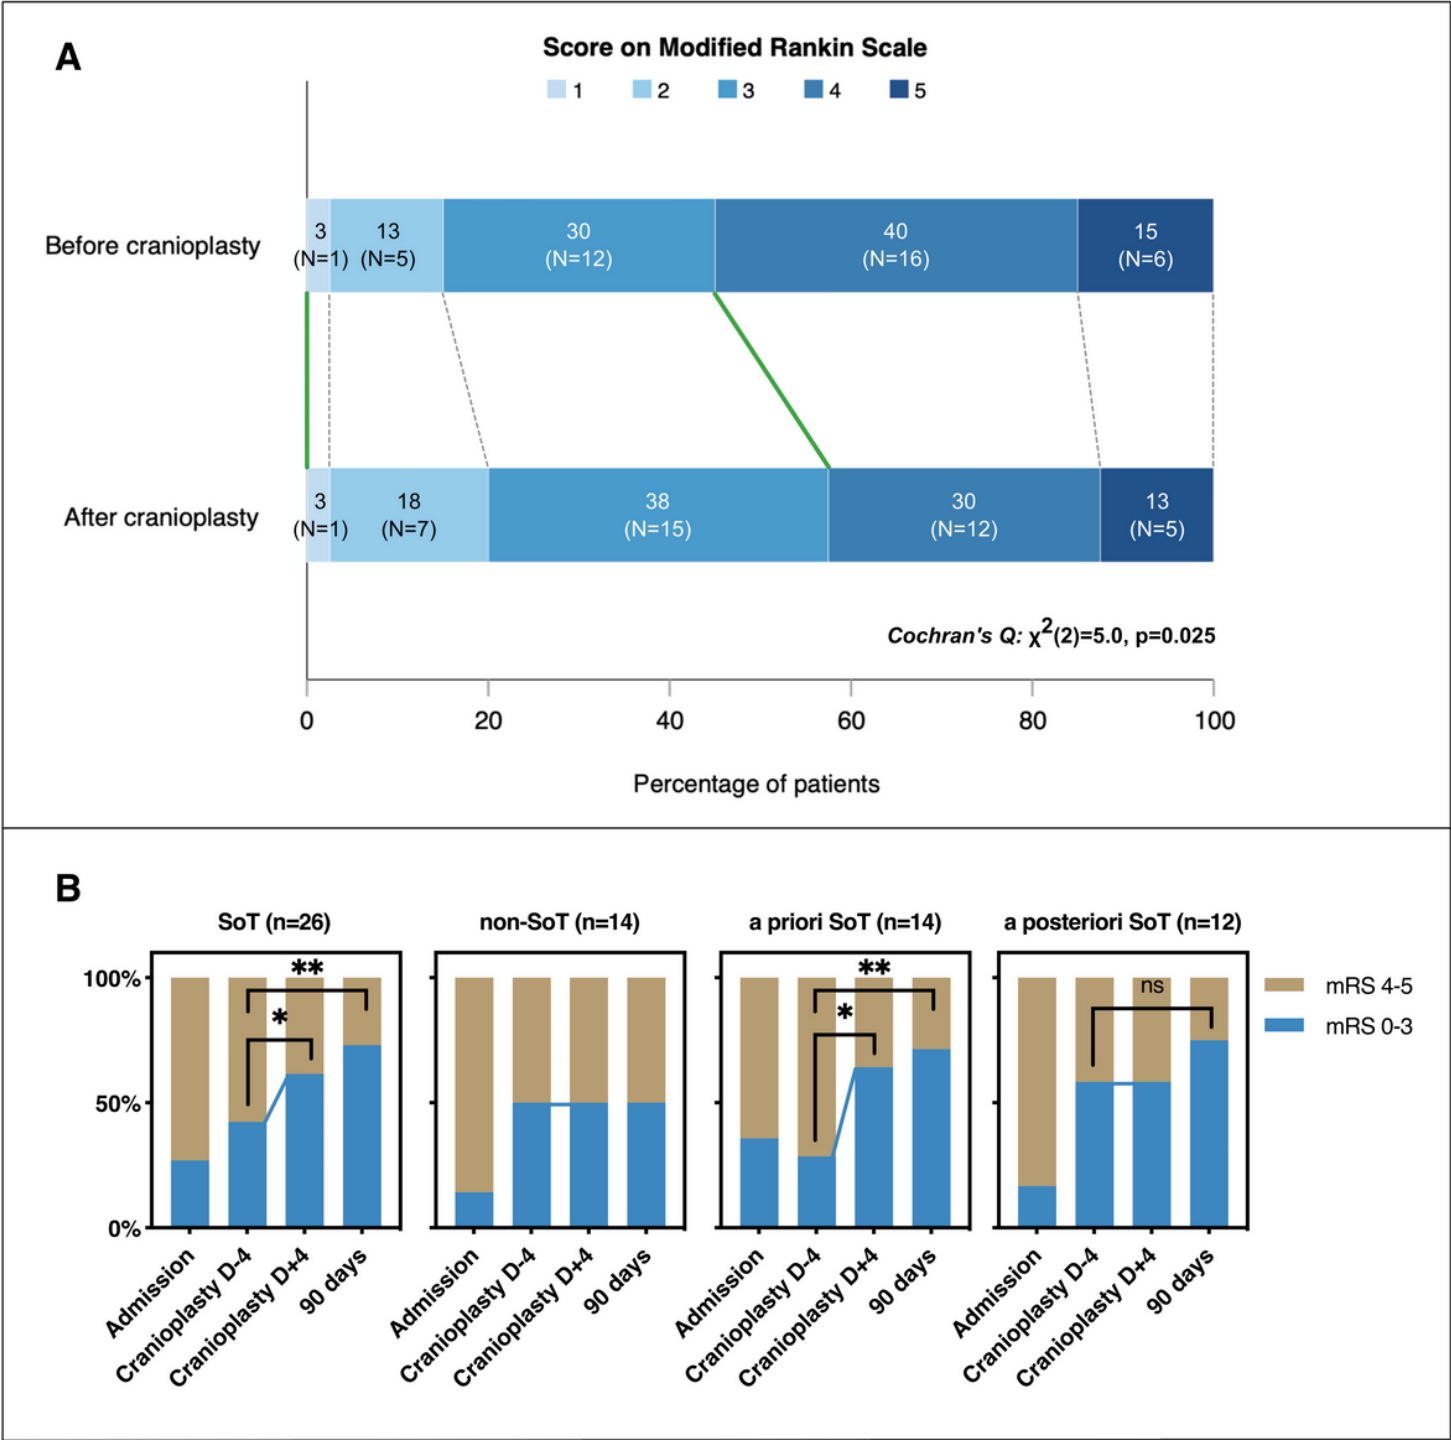 A
Score on Modified Rankin Scale
1 2 3 4 5
Before cranioplasty
3 13 30 40 15
(N=1) (N=5) (N=12) (N=16) (N=6)
After cranioplasty
3 18 38 30 13
(N=1) (N=7) (N=15) (N=12) (N=5)
Cochran's Q: χ2(2)=5.0, p=0.025
0 20 40 60 80 100
Percentage of patients
B
SoT (n=26) non-SoT (n=14) a priori SoT (n=14) a posteriori SoT (n=12)
100%
50%
0%
** 
*
**
*
ns
mRS 4-5
mRS 0-3
Admission Cranioplasty D-4 Cranioplasty D+4 90 days
Admission Cranioplasty D-4 Cranioplasty D+4 90 days
Admission Cranioplasty D-4 Cranioplasty D+4 90 days
Admission Cranioplasty D-4 Cranioplasty D+4 90 days